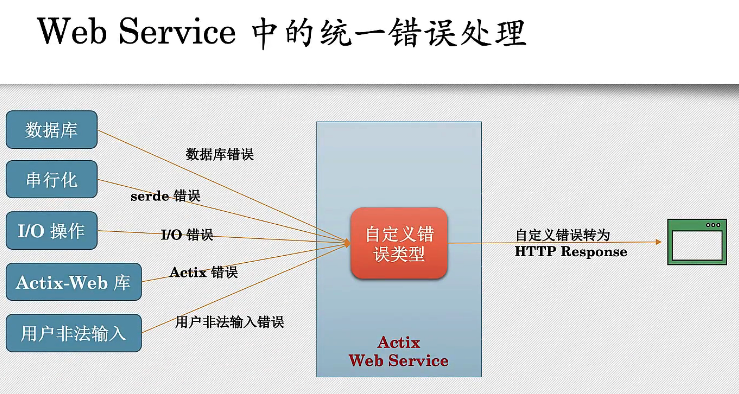 Web Service 中的统一错误处理
数据库
数据库错误
串行化
serde 错误
I/O 操作
I/O 错误
Actix-Web 库
Actix 错误
用户非法输入
用户非法输入错误
自定义错
误类型
Actix
Web Service
自定义错误转为
HTTP Response